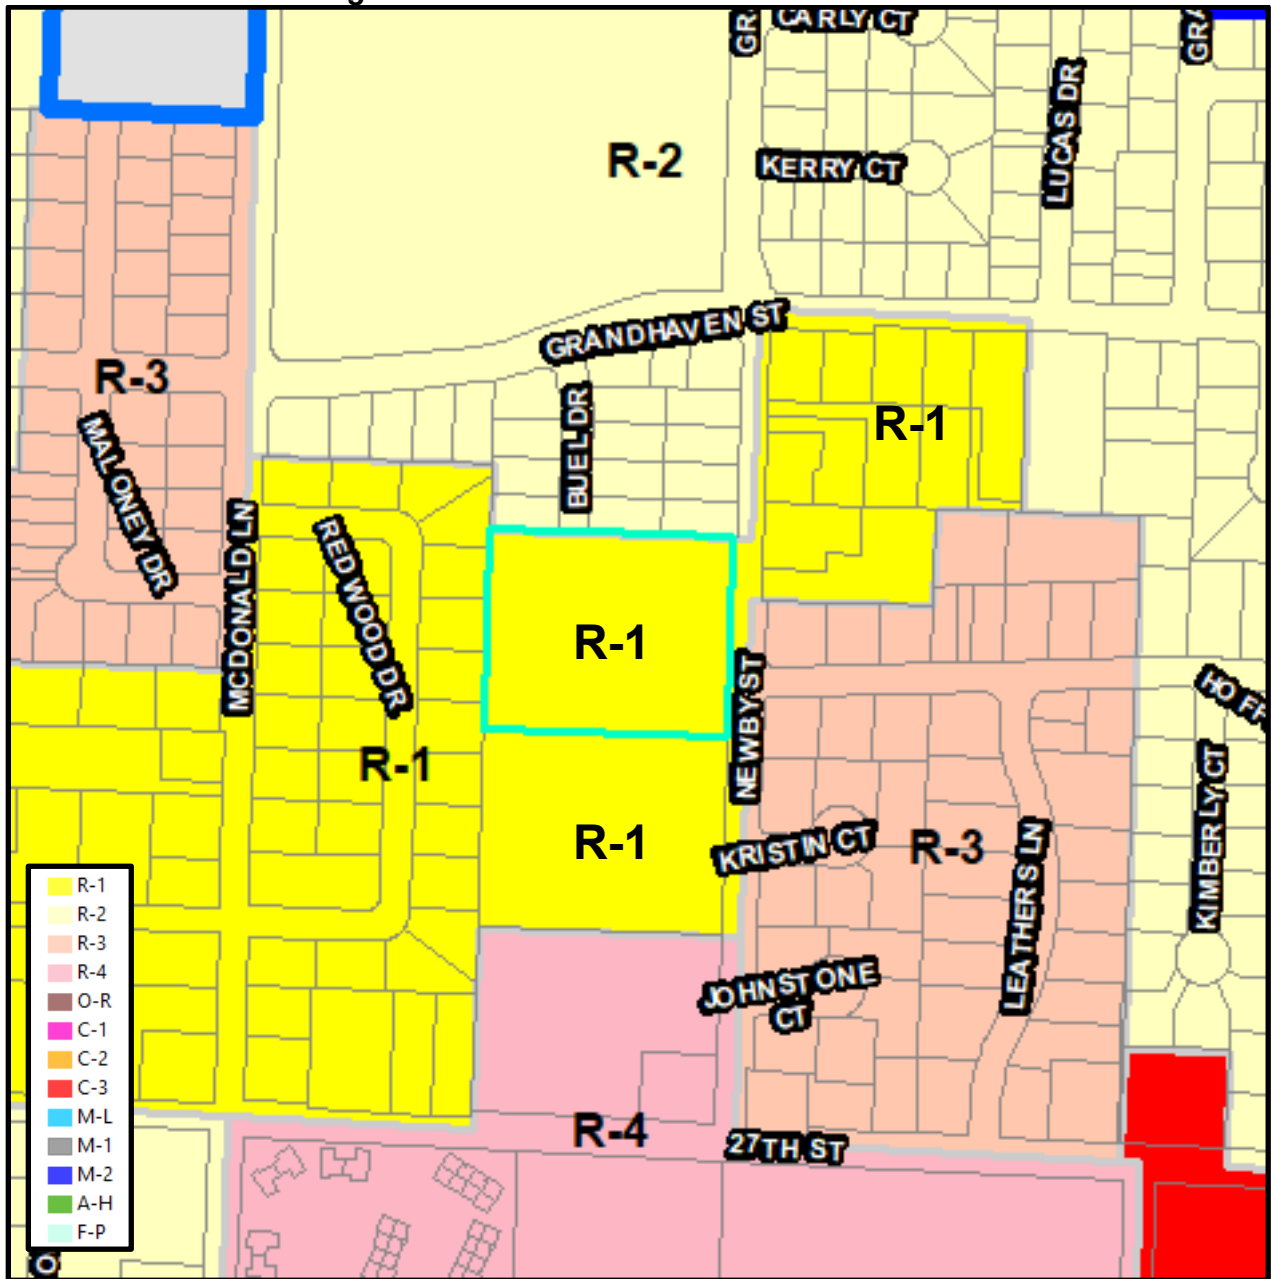 GR
CARLY CT
GRA
LUCAS DR
R-2
KERRY CT
GRANDHAVEN ST
R-3
BUEL DR
R-1
MALONEY DR
MCDONALD LN
REDWOOD DR
R-1
NEWBY ST
R-1
R-1
KRISTIN CT
R-3
LEATHERS LN
KIMBERLY CT
JOHNSTONE
CT
R-4
27TH ST
R-1
R-2
R-3
R-4
O-R
C-1
C-2
C-3
M-L
M-1
M-2
A-H
F-P